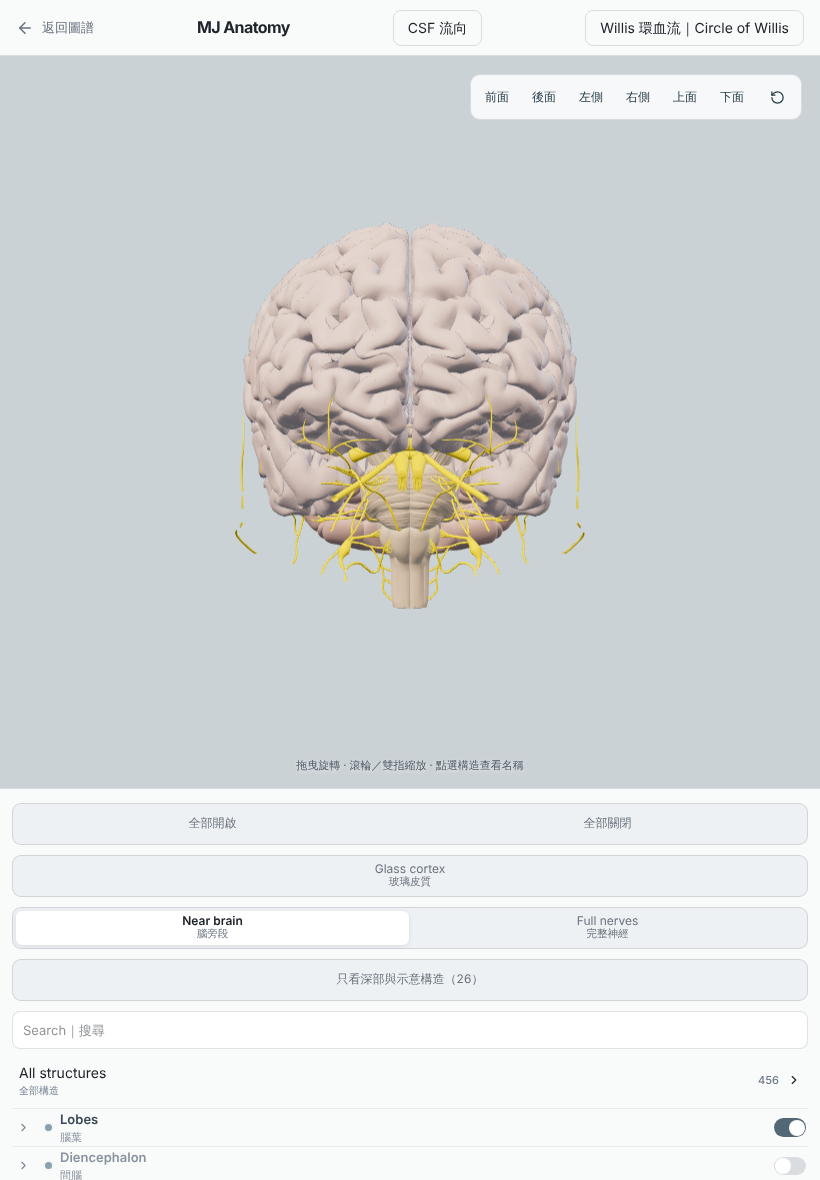 返回圖譜
MJ Anatomy
CSF 流向
Willis 環血流｜Circle of Willis
前面 後面 左側 右側 上面 下面
拖曳旋轉 · 滾輪／雙指縮放 · 點選構造查看名稱
全部開啟
全部關閉
Glass cortex
玻璃皮質
Near brain
腦旁段
Full nerves
完整神經
只看深部與示意構造（26）
Search｜搜尋
All structures
全部構造
456
Lobes
腦葉
Diencephalon
間腦